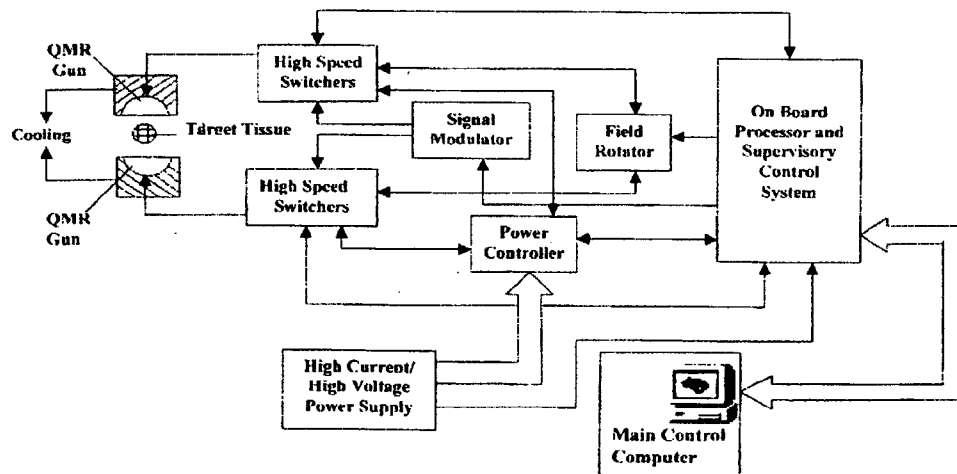 QMR
Gun
High Speed
Switchers
Cooling
Tdreet Tissue
Signal
Modulator
Field
Rotator
On Board
Processor and
Supervisory
Control
System
QMR
Gun
High Speed
Switchers
Power
Controller
High Current/
High Voltage
Power Supply
Main Control
Computer